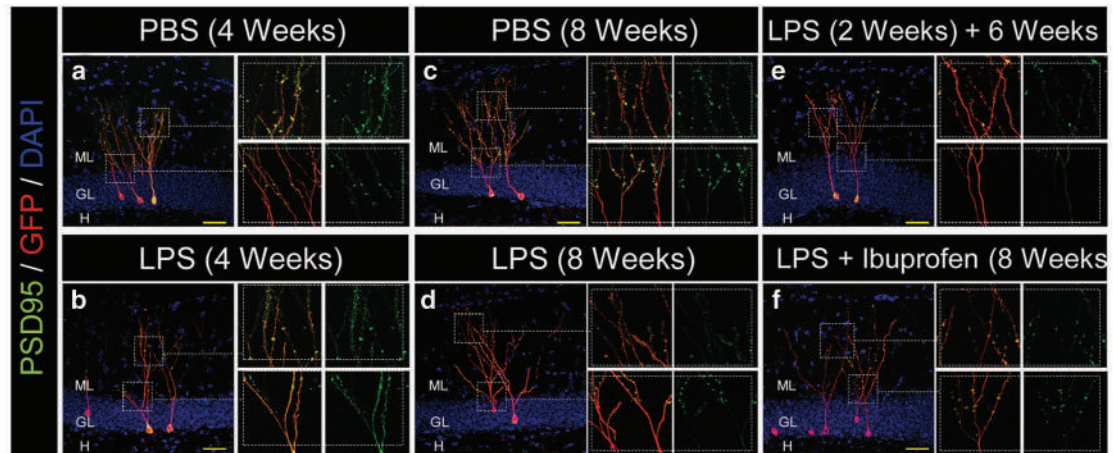 PSD95 / GFP / DAPI
PBS (4 Weeks)
a
ML
GL
H
PBS (8 Weeks)
c
ML
GL
H
LPS (2 Weeks) + 6 Weeks
e
ML
GL
H
LPS (4 Weeks)
b
ML
GL
H
LPS (8 Weeks)
d
ML
GL
H
LPS + Ibuprofen (8 Weeks
f
ML
GL
H